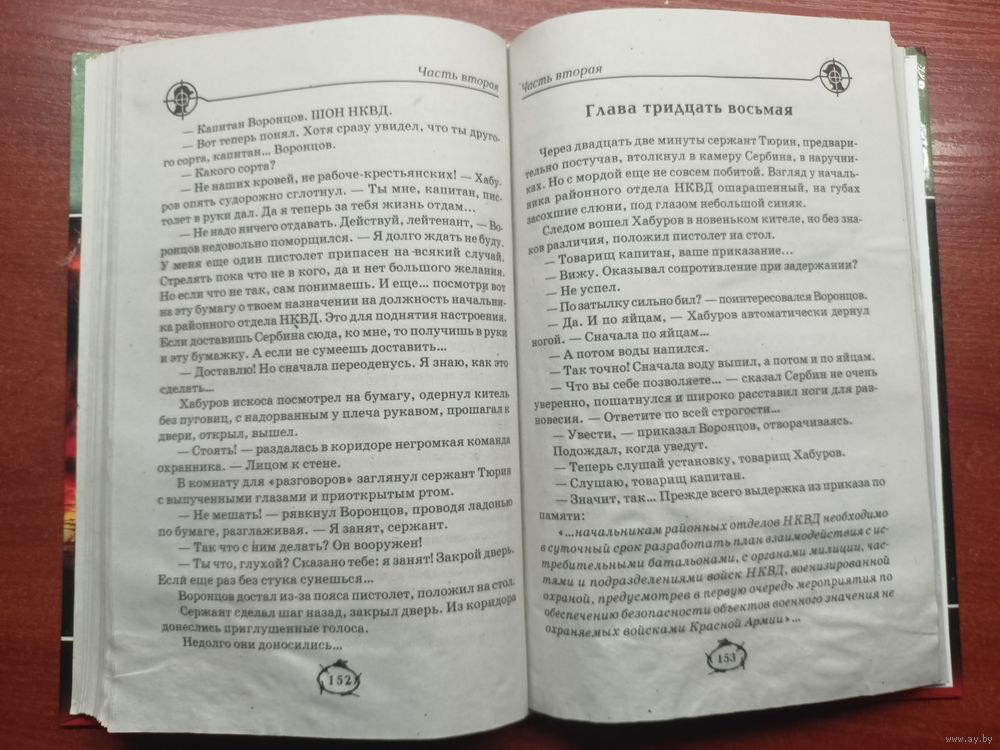 Часть вторая
— Капитан Воронцов. ШОН НКВД.
— Вот теперь понял. Хотя сразу увидел, что ты друго-
го сорта, капитан... Воронцов.
— Какого сорта?
— Не наших кровей, не рабоче-крестьянских! — Хабу-
ров опять судорожно сглотнул. — Ты мне, капитан, пис-
толет в руки дал. Да я теперь за тебя жизнь отдам...
— Не надо ничего отдавать. Действуй, лейтенант, — Во-
ронцов недовольно поморщился. — Я долго ждать не буду.
У меня еще один пистолет припасен на всякий случай.
Стрелять пока что не в кого, да и нет большого желания.
Но если что не так, сам понимаешь. И еще... посмотри вот
на эту бумагу о твоем назначении на должность начальни-
ка районного отдела НКВД. Это для поднятия настроения.
Если доставишь Сербина сюда, ко мне, то получишь в руки
и эту бумажку. А если не сумеешь доставить...
— Доставлю! Но сначала переоденусь. Я знаю, как это
сделать...
Хабуров искоса посмотрел на бумагу, одернул китель
без пуговиц, с надорванным у плеча рукавом, прошагал к
двери, открыл, вышел.
— Стоять! — раздалась в коридоре негромкая команда
охранника. — Лицом к стене.
В комнату для «разговоров» заглянул сержант Тюрин
с выпученными глазами и приоткрытым ртом.
— Не мешать! — рявкнул Воронцов, проводя ладонью
по бумаге, разглаживая. — Я занят, сержант.
— Так что с ним делать? Он вооружен!
— Ты что, глухой? Сказано тебе: я занят! Закрой дверь.
Если еще раз без стука сунешься...
Воронцов достал из-за пояса пистолет, положил на стол.
Сержант сделал шаг назад, закрыл дверь. Из коридора
донеслись приглушенные голоса.
Недолго они доносились...
152
Часть вторая
Глава тридцать восьмая
Через двадцать две минуты сержант Тюрин, предвари-
тельно постучав, втолкнул в камеру Сербина, в наручни-
ках. Но с мордой еще не совсем побитой. Взгляд у началь-
ника районного отдела НКВД ошарашенный, на губах
засохшие слюни, под глазом небольшой синяк.
Следом вошел Хабуров в новеньком кителе, но без зна-
ков различия, положил пистолет на стол.
— Товарищ капитан, ваше приказание...
— Вижу. Оказывал сопротивление при задержании?
— Не успел.
— По затылку сильно бил? — поинтересовался Воронцов.
— Да. И по яйцам, — Хабуров автоматически дернул
ногой. — Сначала по яйцам...
— А потом воды напился.
— Так точно! Сначала воду выпил, а потом и по яйцам.
— Что вы себе позволяете... — сказал Сербин не очень
уверенно, пошатнулся и широко расставил ноги для рав-
новесия. — Ответите по всей строгости...
— Увести, — приказал Воронцов, отворачиваясь.
Подождал, когда уведут.
— Теперь слушай установку, товарищ Хабуров.
— Слушаю, товарищ капитан.
— Значит, так... Прежде всего выдержка из приказа по
памяти:
«...начальникам районных отделов НКВД необходимо
в суточный срок разработать план взаимодействия с ис-
требительными батальонами, с органами милиции, час-
тями и подразделениями войск НКВД, военизированной
охраной, предусмотрев в первую очередь мероприятия по
обеспечению безопасности объектов военного значения не
охраняемых войсками Красной Армии»...
153
www.ay.by